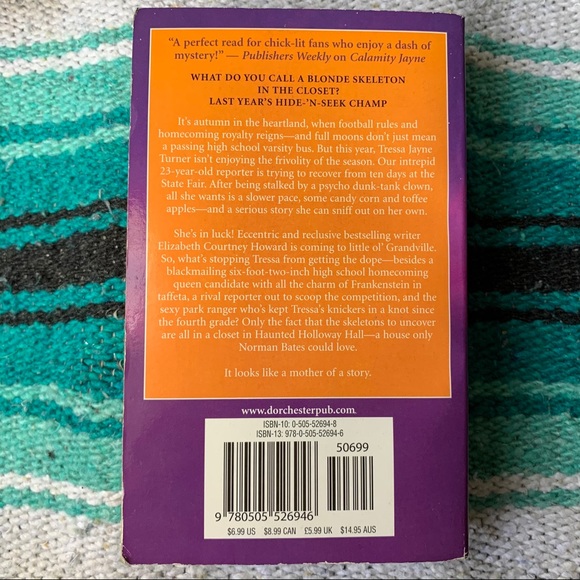 “A perfect read for chick-lit fans who enjoy a dash of
mystery!” — Publishers Weekly on Calamity Jayne
WHAT DO YOU CALL A BLONDE SKELETON
IN THE CLOSET?
LAST YEAR’S HIDE-’N-SEEK CHAMP
It’s autumn in the heartland, when football rules and
homecoming royalty reigns—and full moons don’t just mean
a passing high school varsity bus. But this year, Tressa Jayne
Turner isn’t enjoying the frivolity of the season. Our intrepid
23-year-old reporter is trying to recover from ten days at the
State Fair. After being stalked by a psycho dunk-tank clown,
all she wants is a slower pace, some candy corn and toffee
apples—and a serious story she can sniff out on her own.
She’s in luck! Eccentric and reclusive bestselling writer
Elizabeth Courtney Howard is coming to little ol’ Grandville.
So, what’s stopping Tressa from getting the dope—besides a
blackmailing six-foot-two-inch high school homecoming
queen candidate with all the charm of Frankenstein in
taffeta, a rival reporter out to scoop the competition, and the
sexy park ranger who’s kept Tressa’s knickers in a knot since
the fourth grade? Only the fact that the skeletons to uncover
are all in a closet in Haunted Holloway Hall—a house only
Norman Bates could love.
It looks like a mother of a story.
www.dorchesterpub.com
ISBN-10: 0-505-52694-8
ISBN-13: 978-0-505-52694-6
50699
9 780505 526946
$6.99 US $8.99 CAN £5.99 UK $14.95 AUS